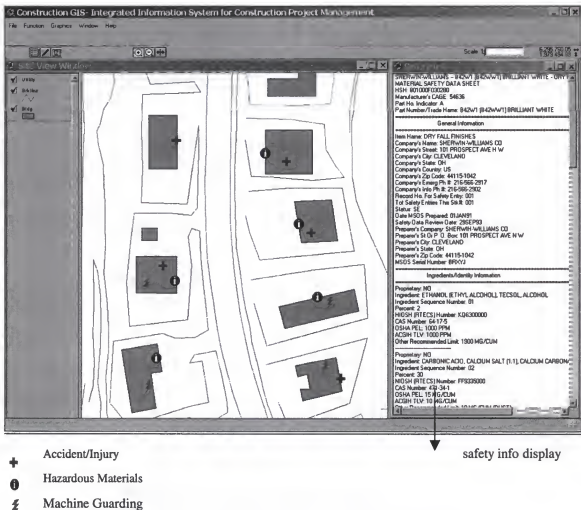 Construction GIS- Integrated Information System for Construction Project Management
File Function Graphics Window Help
Scale 1:
View Window
SHERWIN-WILLIAMS - B42W1 (B42WW1) BRILLIANT WHITE - DRY F
MATERIAL SAFETY DATA SHEET
NSN: 801000F030280
Manufacturer's CAGE: 54636
Part No. Indicator: A
Part Number/Trade Name: B42W1 (B42WW1) BRILLIANT WHITE
General Information
Item Name: DRY FALL FINISHES
Company's Name: SHERWIN-WILLIAMS CO
Company's Street: 101 PROSPECT AVE N W
Company's City: CLEVELAND
Company's State: OH
Company's Country: US
Company's Zip Code: 44115-1042
Company's Emerg Ph #: 216-566-2917
Company's Info Ph #: 216-566-2902
Record No. For Safety Entry: 001
Tot Safety Entries This Stk#: 001
Status: SE
Date MSDS Prepared: 01JAN91
Safety Data Review Date: 29SEP93
Preparer's Company: SHERWIN-WILLIAMS CO
Preparer's St Or P. O. Box: 101 PROSPECT AVE N W
Preparer's City: CLEVELAND
Preparer's State: OH
Preparer's Zip Code: 44115-1042
MSDS Serial Number: BRXYJ
Ingredients/Identity Information
Proprietary: NO
Ingredient: ETHANOL (ETHYL ALCOHOL), TECSOL, ALCOHOL
Ingredient Sequence Number: 01
Percent: 2
NIOSH (RTECS) Number: KQ6300000
CAS Number: 64-17-5
OSHA PEL: 1000 PPM
ACGIH TLV: 1000 PPM
Other Recommended Limit: 1900 MG/CUM
Proprietary: NO
Ingredient: CARBONIC ACID, CALCIUM SALT (1:1), CALCIUM CARBON
Ingredient Sequence Number: 02
Percent: 30
NIOSH (RTECS) Number: FF9335000
CAS Number: 471-34-1
OSHA PEL: 15 MG/CUM
ACGIH TLV: 10 MG/CUM
safety info display
Accident/Injury
Hazardous Materials
Machine Guarding